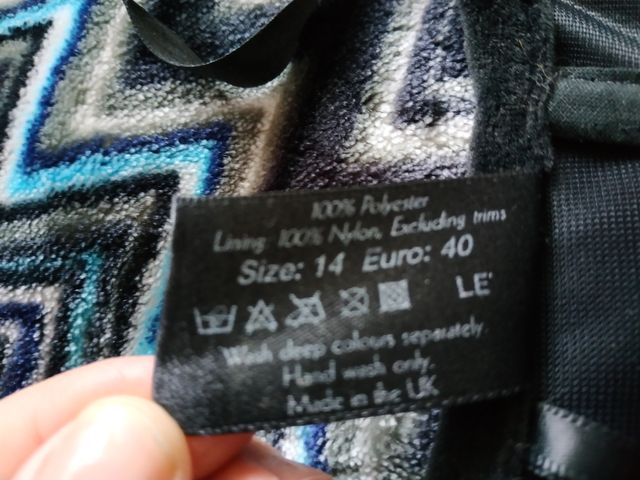 100% Polyester
Lining: 100% Nylon, Excluding trims
Size: 14 Euro: 40
LE'
Wash deep colours separately.
Hand wash only.
Made in the UK